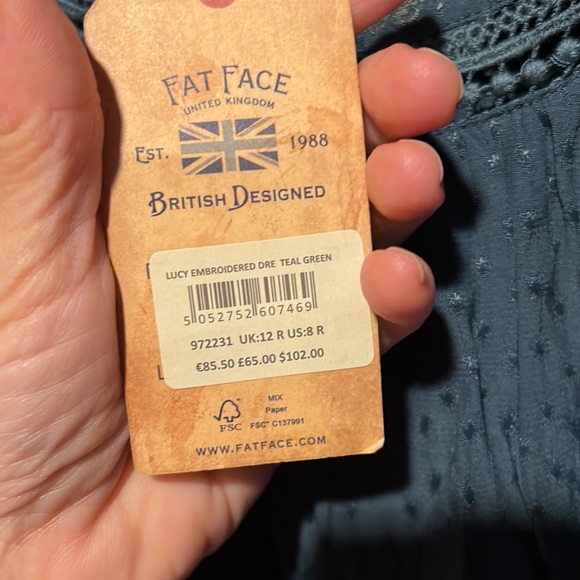 FAT FACE
UNITED KINGDOM
EST. 1988
BRITISH DESIGNED
LUCY EMBROIDERED DRE TEAL GREEN
5 052752 607469
972231 UK:12 R US:8 R
€85.50 £65.00 $102.00
MIX
Paper
FSC FSC™ C137991
WWW.FATFACE.COM